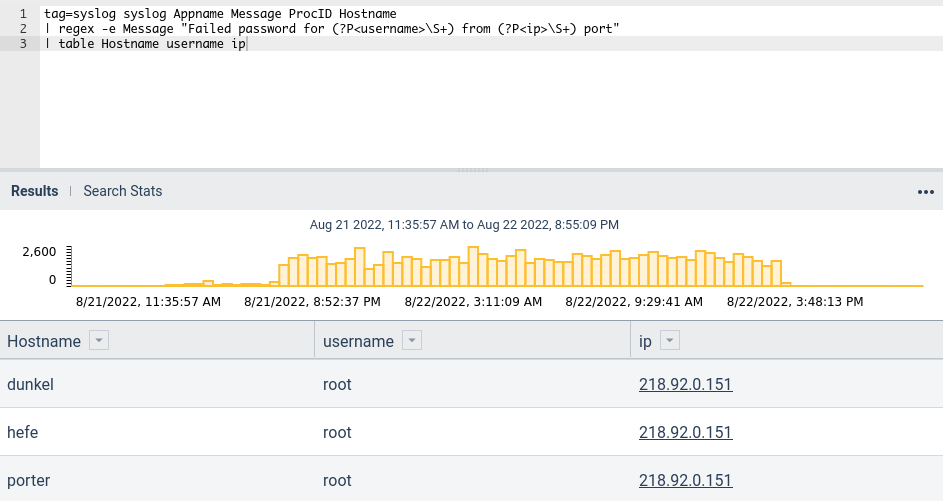 1 tag=syslog syslog Appname Message ProcID Hostname
2 | regex -e Message "Failed password for (?P<username>\S+) from (?P<ip>\S+) port"
3 | table Hostname username ip
Results | Search Stats
Aug 21 2022, 11:35:57 AM to Aug 22 2022, 8:55:09 PM
2,600
0
8/21/2022, 11:35:57 AM 8/21/2022, 8:52:37 PM 8/22/2022, 3:11:09 AM 8/22/2022, 9:29:41 AM 8/22/2022, 3:48:13 PM
Hostname username ip
dunkel root 218.92.0.151
hefe root 218.92.0.151
porter root 218.92.0.151